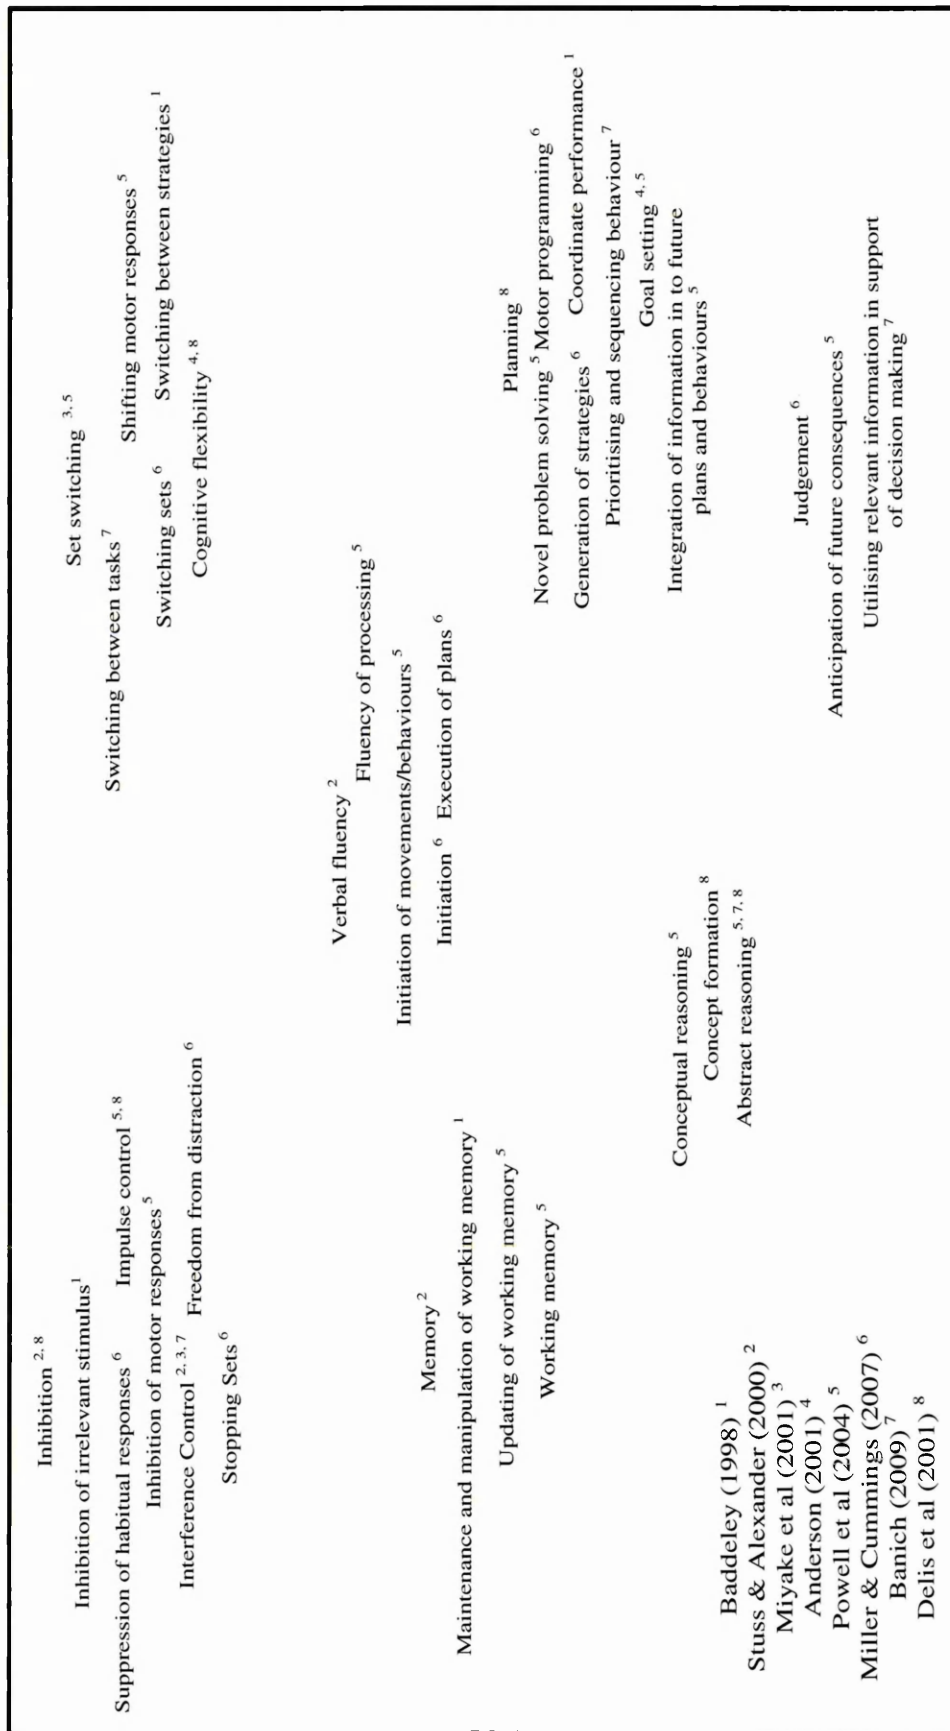 Inhibition 2, 8
Inhibition of irrelevant stimulus 1
Suppression of habitual responses 6 Impulse control 5, 8
Inhibition of motor responses 5
Interference Control 2, 3, 7 Freedom from distraction 6
Stopping Sets 6
Set switching 3, 5
Switching between tasks 7
Shifting motor responses 5
Switching sets 6 Switching between strategies 1
Cognitive flexibility 4, 8
Verbal fluency 2
Fluency of processing 5
Initiation of movements/behaviours 5
Initiation 6 Execution of plans 6
Memory 2
Maintenance and manipulation of working memory 1
Updating of working memory 5
Working memory 5
Planning 8
Novel problem solving 5 Motor programming 6
Generation of strategies 6 Coordinate performance 1
Prioritising and sequencing behaviour 7
Goal setting 4, 5
Integration of information in to future
plans and behaviours 5
Conceptual reasoning 5
Concept formation 8
Abstract reasoning 5, 7, 8
Judgement 6
Anticipation of future consequences 5
Utilising relevant information in support
of decision making 7
Baddeley (1998) 1
Stuss & Alexander (2000) 2
Miyake et al (2001) 3
Anderson (2001) 4
Powell et al (2004) 5
Miller & Cummings (2007) 6
Banich (2009) 7
Delis et al (2001) 8